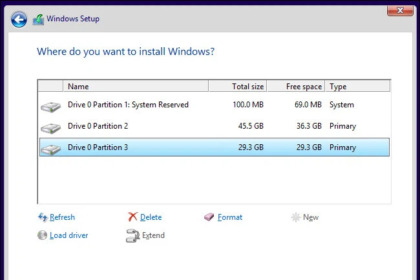 Windows Setup
Where do you want to install Windows?
Name Total size Free space Type
Drive 0 Partition 1: System Reserved 100.0 MB 69.0 MB System
Drive 0 Partition 2 45.5 GB 36.3 GB Primary
Drive 0 Partition 3 29.3 GB 29.3 GB Primary
Refresh Delete Format New
Load driver Extend